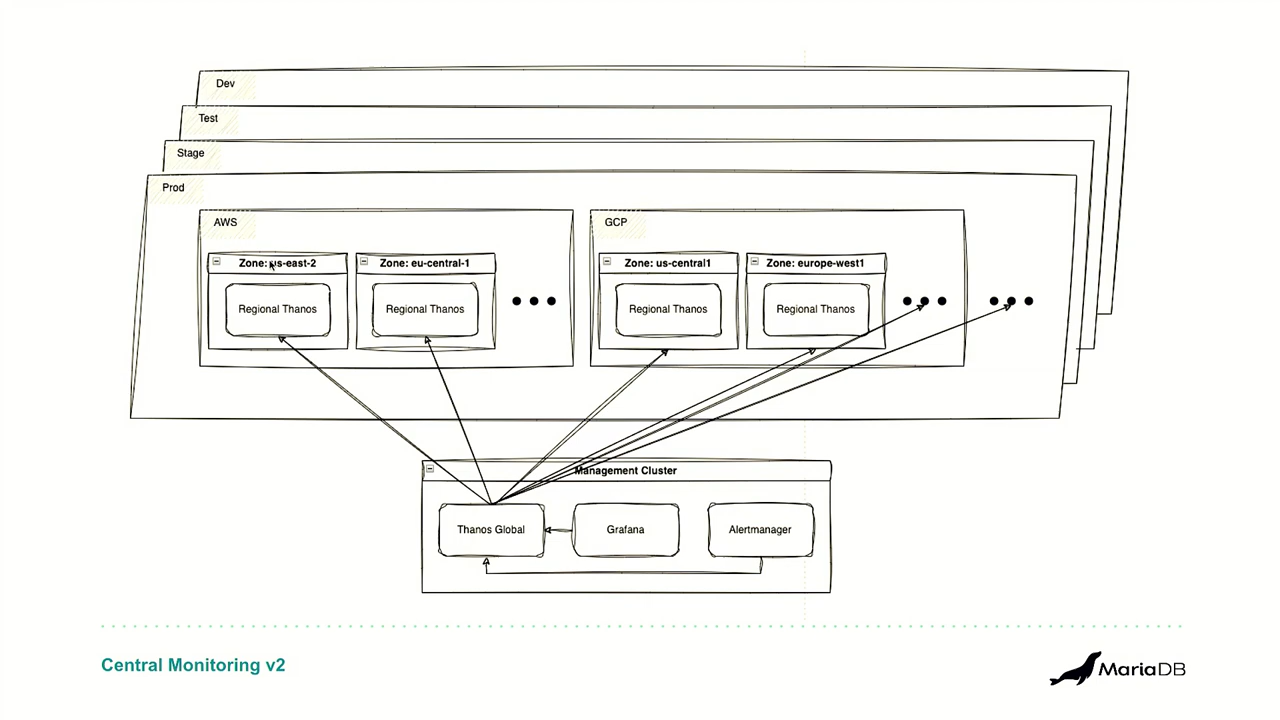 Dev
Test
Stage
Prod
AWS
GCP
Zone: us-east-2
Zone: eu-central-1
Zone: us-central1
Zone: europe-west1
Regional Thanos
Regional Thanos
Regional Thanos
Regional Thanos
Management Cluster
Thanos Global
Grafana
Alertmanager
Central Monitoring v2
MariaDB